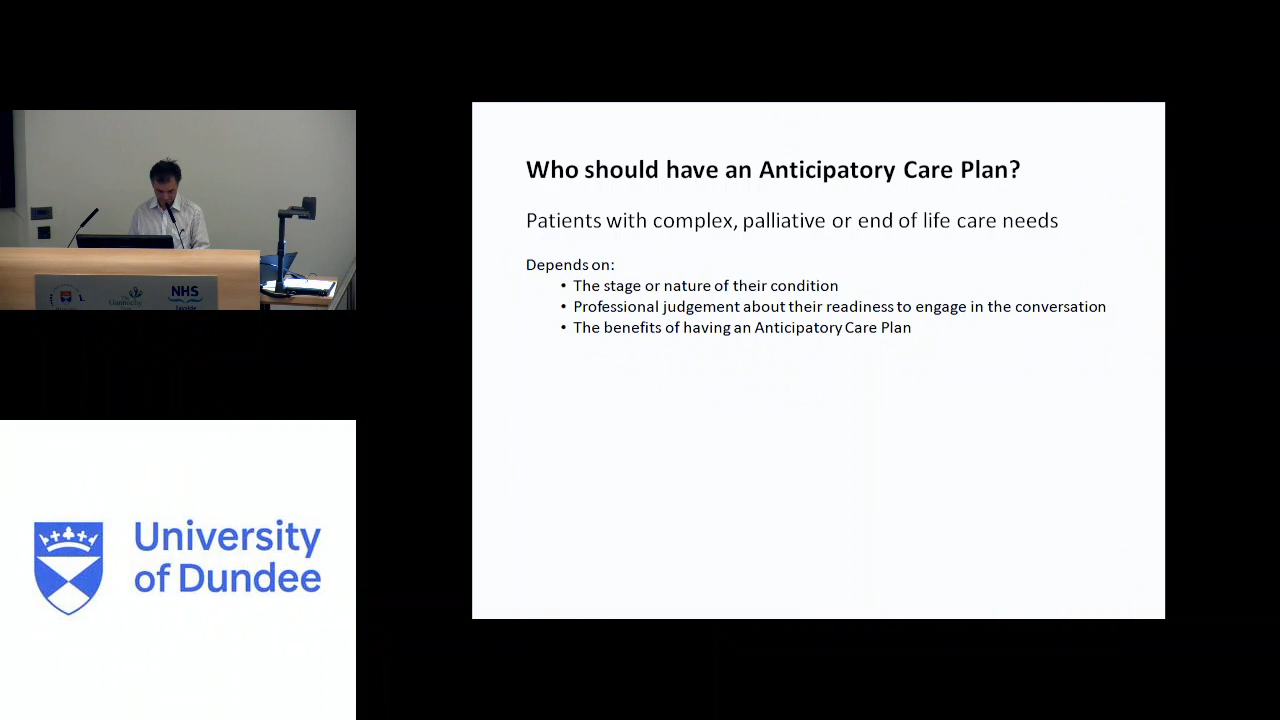 Who should have an Anticipatory Care Plan?
Patients with complex, palliative or end of life care needs
Depends on:
• The stage or nature of their condition
• Professional judgement about their readiness to engage in the conversation
• The benefits of having an Anticipatory Care Plan
NHS
University
of Dundee